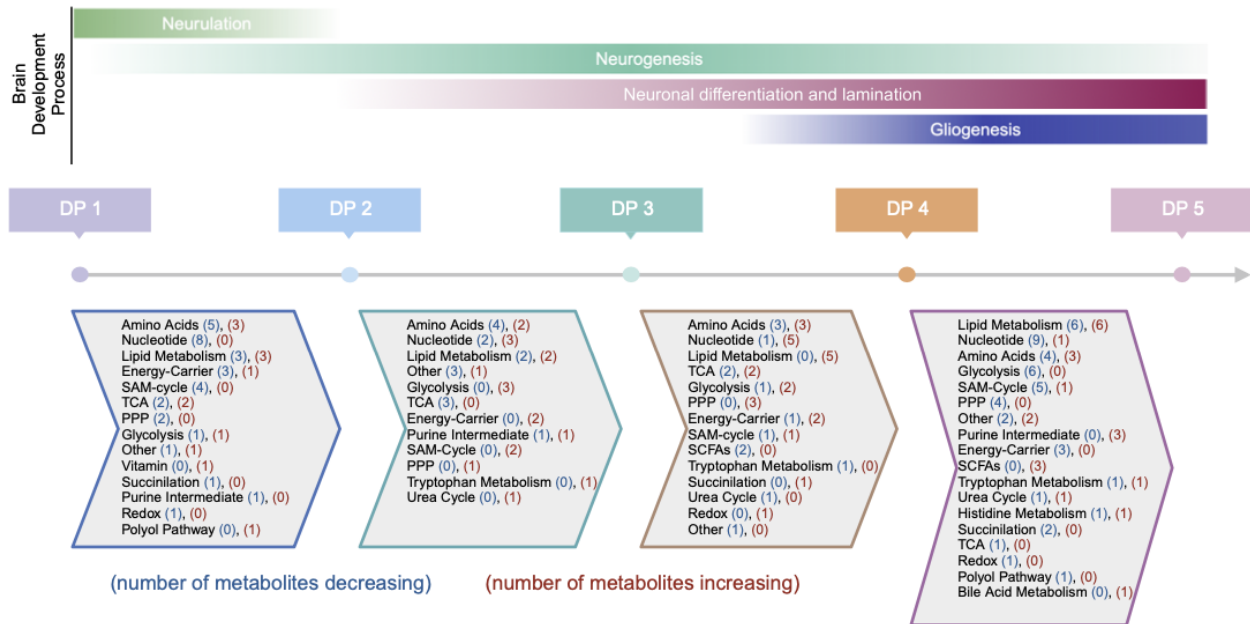 Brain
Development
Process
Neurulation
Neurogenesis
Neuronal differentiation and lamination
Gliogenesis
DP 1
DP 2
DP 3
DP 4
DP 5
Amino Acids (5), (3)
Nucleotide (8), (0)
Lipid Metabolism (3), (3)
Energy-Carrier (3), (1)
SAM-cycle (4), (0)
TCA (2), (2)
PPP (2), (0)
Glycolysis (1), (1)
Other (1), (1)
Vitamin (0), (1)
Succinilation (1), (0)
Purine Intermediate (1), (0)
Redox (1), (0)
Polyol Pathway (0), (1)
Amino Acids (4), (2)
Nucleotide (2), (3)
Lipid Metabolism (2), (2)
Other (3), (1)
Glycolysis (0), (3)
TCA (3), (0)
Energy-Carrier (0), (2)
Purine Intermediate (1), (1)
SAM-Cycle (0), (2)
PPP (0), (1)
Tryptophan Metabolism (0), (1)
Urea Cycle (0), (1)
Amino Acids (3), (3)
Nucleotide (1), (5)
Lipid Metabolism (0), (5)
TCA (2), (2)
Glycolysis (1), (2)
PPP (0), (3)
Energy-Carrier (1), (2)
SAM-cycle (1), (1)
SCFAs (2), (0)
Tryptophan Metabolism (1), (0)
Succinilation (0), (1)
Urea Cycle (1), (0)
Redox (0), (1)
Other (1), (0)
Lipid Metabolism (6), (6)
Nucleotide (9), (1)
Amino Acids (4), (3)
Glycolysis (6), (0)
SAM-Cycle (5), (1)
PPP (4), (0)
Other (2), (2)
Purine Intermediate (0), (3)
Energy-Carrier (3), (0)
SCFAs (0), (3)
Tryptophan Metabolism (1), (1)
Urea Cycle (1), (1)
Histidine Metabolism (1), (1)
Succinilation (2), (0)
TCA (1), (0)
Redox (1), (0)
Polyol Pathway (1), (0)
Bile Acid Metabolism (0), (1)
(number of metabolites decreasing)
(number of metabolites increasing)